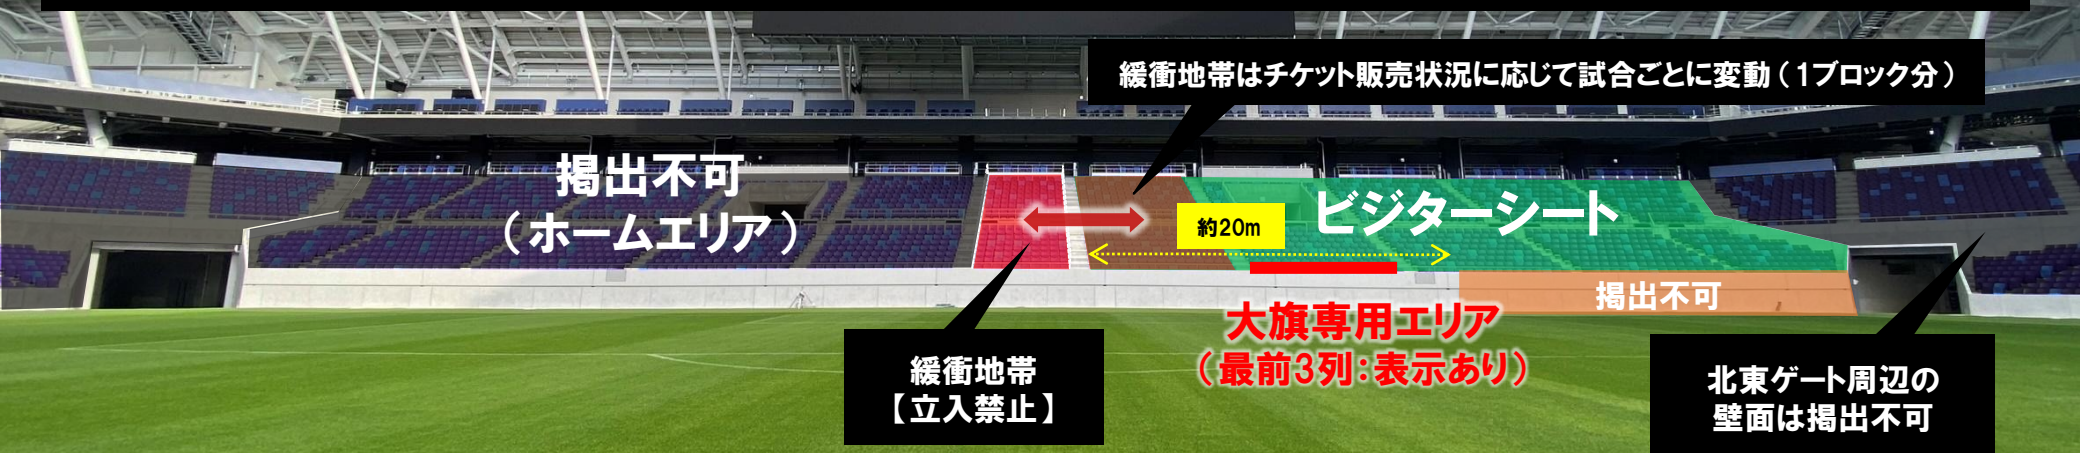 緩衝地帯はチケット販売状況に応じて試合ごとに変動（1ブロック分）
掲出不可
（ホームエリア）
ビジターシート
約20m
掲出不可
大旗専用エリア
（最前3列：表示あり）
緩衝地帯
【立入禁止】
北東ゲート周辺の
壁面は掲出不可